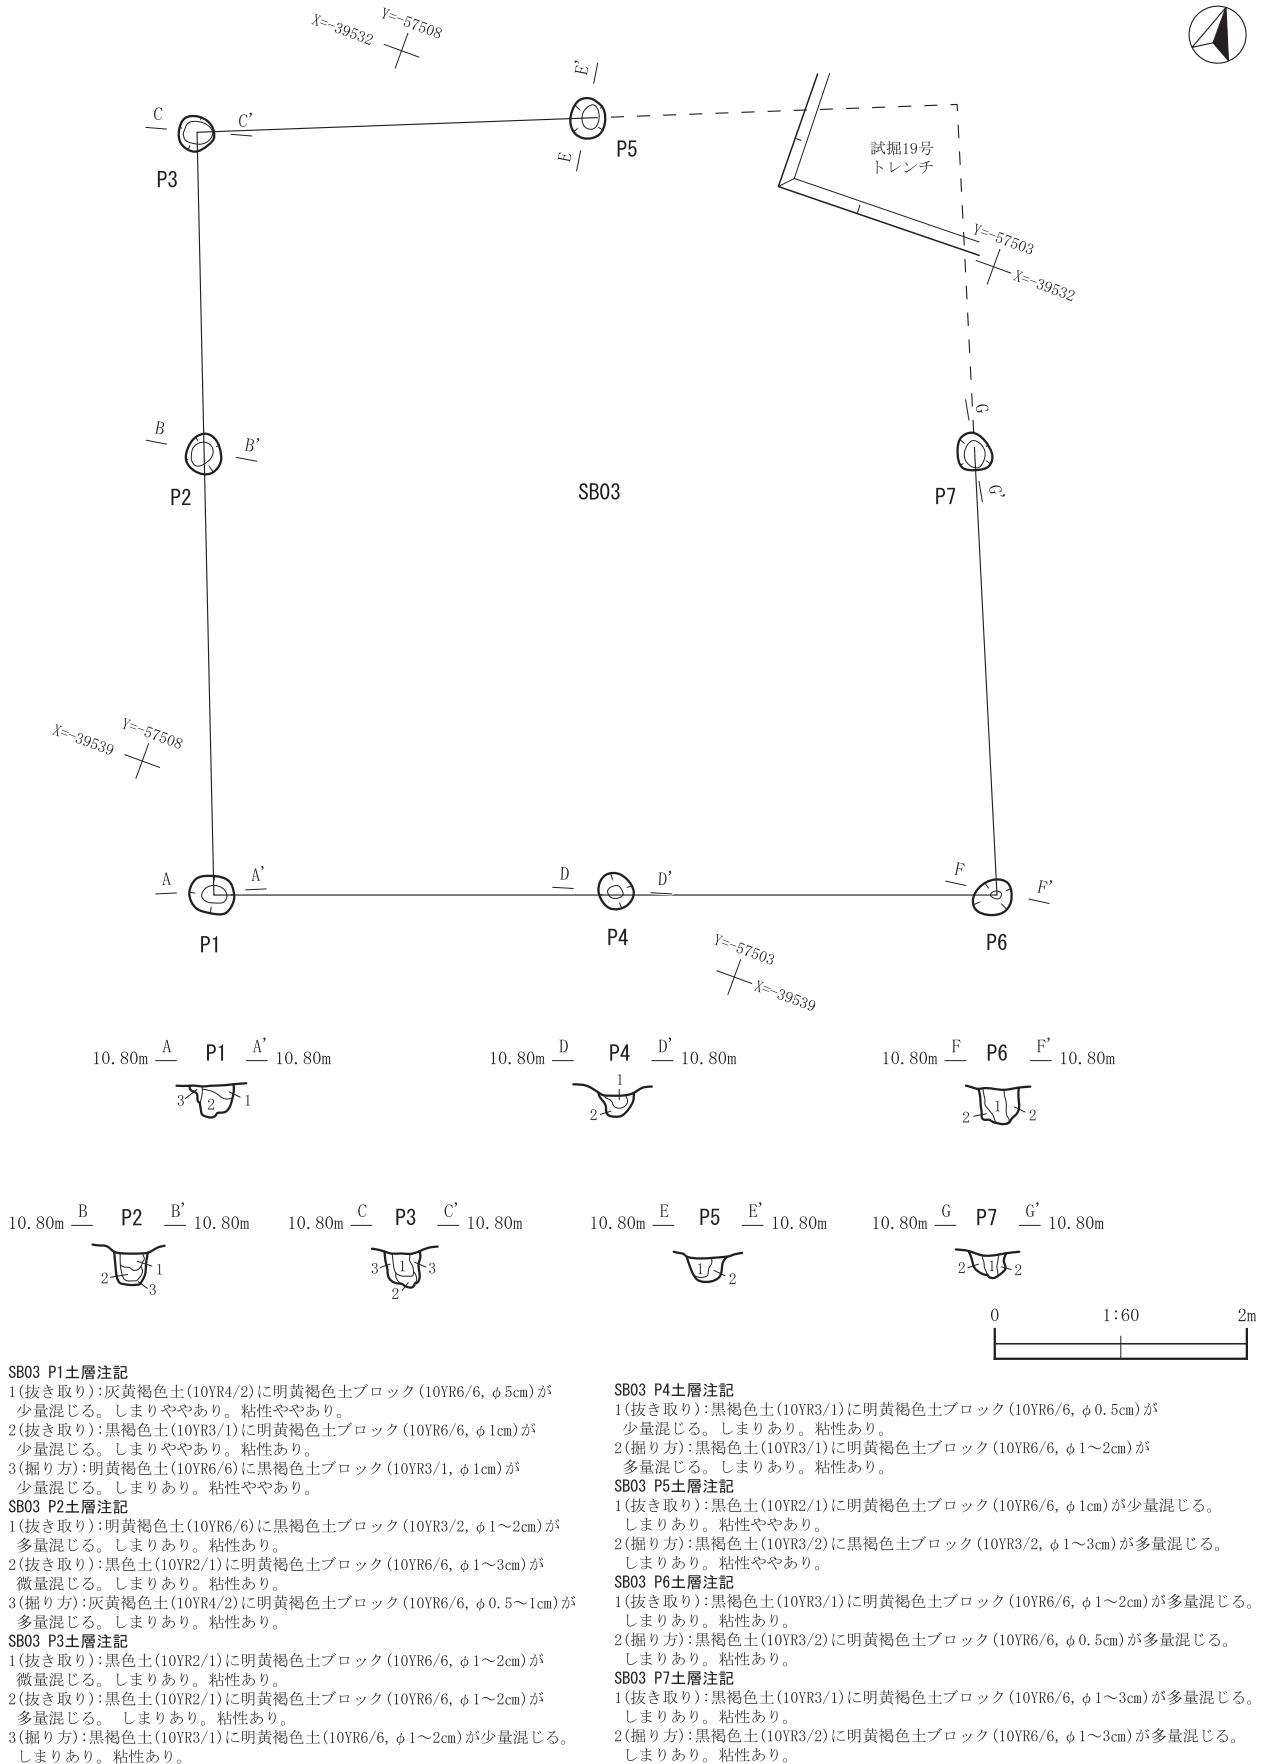 Y=-57508
X=-39532
E'
C
C'
P3
E
P5
試掘19号
トレンチ
Y=-57503
X=-39532
G
B
B'
P2
SB03
P7
G'
Y=-57508
X=-39539
A
A'
D
D'
F
F'
P1
P4
P6
Y=-57503
X=-39539
10.80m A P1 A' 10.80m
10.80m D P4 D' 10.80m
10.80m F P6 F' 10.80m
3 2 1
1
2
2 1 2
10.80m B P2 B' 10.80m
10.80m C P3 C' 10.80m
10.80m E P5 E' 10.80m
10.80m G P7 G' 10.80m
2 1
3
3 1 3
2
1 2
2 1 2
0 1:60 2m
SB03 P1土層注記
1(抜き取り):灰黄褐色土(10YR4/2)に明黄褐色土ブロック(10YR6/6,φ5cm)が
少量混じる。しまりややあり。粘性ややあり。
2(抜き取り):黒褐色土(10YR3/1)に明黄褐色土ブロック(10YR6/6,φ1cm)が
少量混じる。しまりややあり。粘性あり。
3(掘り方):明黄褐色土(10YR6/6)に黒褐色土ブロック(10YR3/1,φ1cm)が
少量混じる。しまりあり。粘性ややあり。
SB03 P2土層注記
1(抜き取り):明黄褐色土(10YR6/6)に黒褐色土ブロック(10YR3/2,φ1〜2cm)が
多量混じる。しまりあり。粘性あり。
2(抜き取り):黒色土(10YR2/1)に明黄褐色土ブロック(10YR6/6,φ1〜3cm)が
微量混じる。しまりあり。粘性あり。
3(掘り方):灰黄褐色土(10YR4/2)に明黄褐色土ブロック(10YR6/6,φ0.5〜1cm)が
多量混じる。しまりあり。粘性あり。
SB03 P3土層注記
1(抜き取り):黒色土(10YR2/1)に明黄褐色土ブロック(10YR6/6,φ1〜2cm)が
微量混じる。しまりあり。粘性あり。
2(抜き取り):黒色土(10YR2/1)に明黄褐色土ブロック(10YR6/6,φ1〜2cm)が
多量混じる。 しまりあり。粘性あり。
3(掘り方):黒褐色土(10YR3/1)に明黄褐色土(10YR6/6,φ1〜2cm)が少量混じる。
しまりあり。粘性あり。
SB03 P4土層注記
1(抜き取り):黒褐色土(10YR3/1)に明黄褐色土ブロック(10YR6/6,φ0.5cm)が
少量混じる。しまりあり。粘性あり。
2(掘り方):黒褐色土(10YR3/1)に明黄褐色土ブロック(10YR6/6,φ1〜2cm)が
多量混じる。しまりあり。粘性あり。
SB03 P5土層注記
1(抜き取り):黒色土(10YR2/1)に明黄褐色土ブロック(10YR6/6,φ1cm)が少量混じる。
しまりあり。粘性ややあり。
2(掘り方):黒褐色土(10YR3/2)に黒褐色土ブロック(10YR3/2,φ1〜3cm)が多量混じる。
しまりあり。粘性ややあり。
SB03 P6土層注記
1(抜き取り):黒褐色土(10YR3/1)に明黄褐色土ブロック(10YR6/6,φ1〜2cm)が多量混じる。
しまりあり。粘性あり。
2(掘り方):黒褐色土(10YR3/2)に明黄褐色土ブロック(10YR6/6,φ0.5cm)が多量混じる。
しまりあり。粘性あり。
SB03 P7土層注記
1(抜き取り):黒褐色土(10YR3/1)に明黄褐色土ブロック(10YR6/6,φ1〜3cm)が多量混じる。
しまりあり。粘性あり。
2(掘り方):黒褐色土(10YR3/2)に明黄褐色土ブロック(10YR6/6,φ1〜3cm)が多量混じる。
しまりあり。粘性あり。